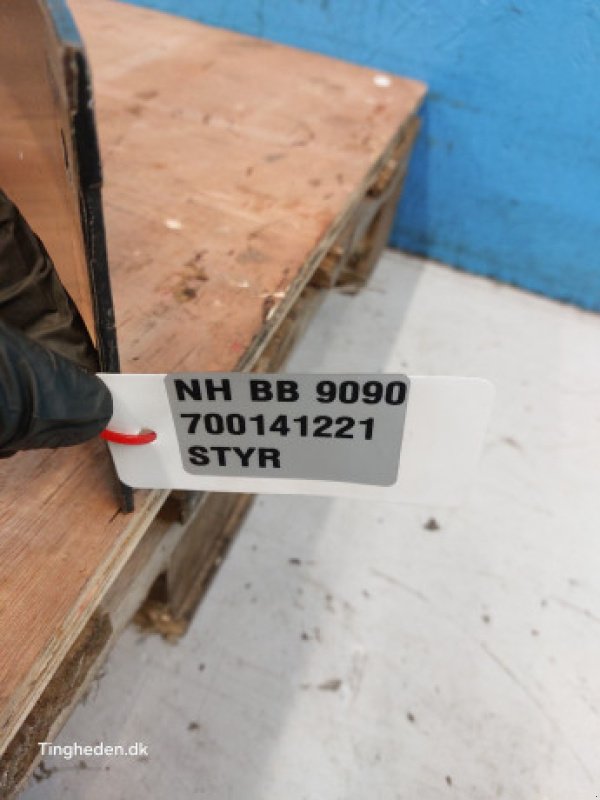 NH BB 9090
700141221
STYR
Tingheden.dk